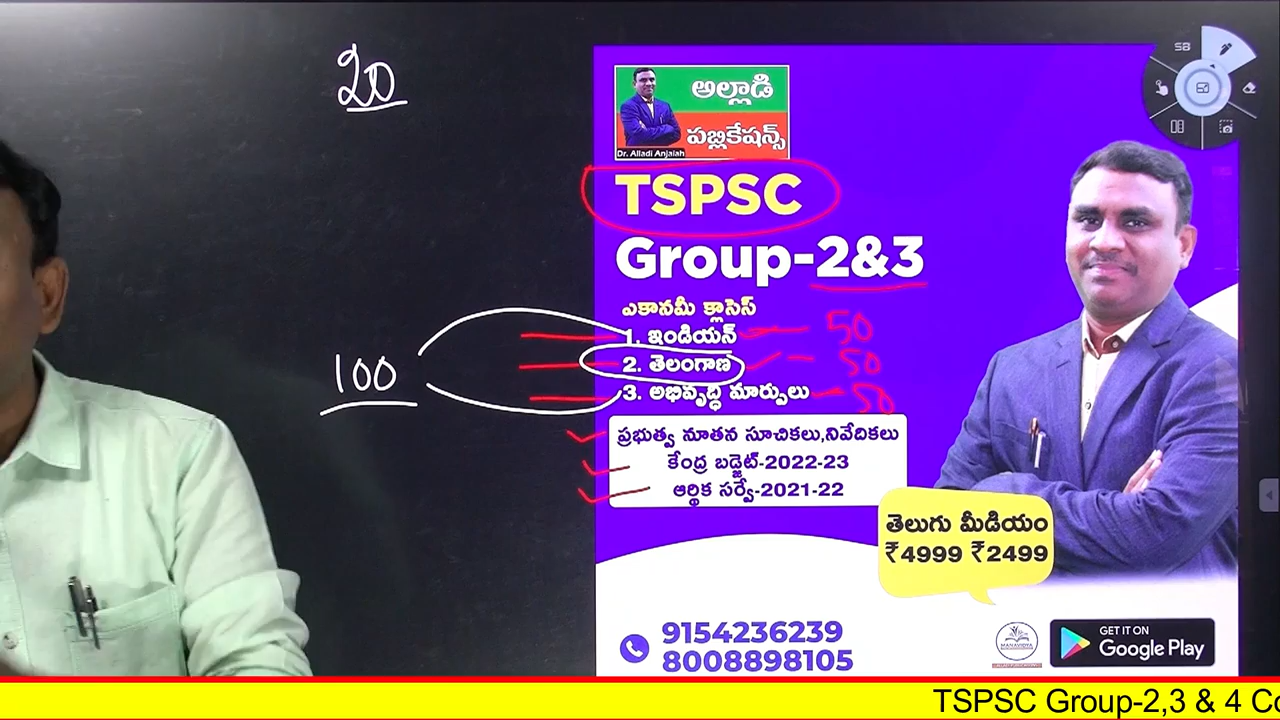 20
అల్లాడి
పబ్లికేషన్స్
Dr. Alladi Anjaiah
TSPSC
Group-2&3
ఎకానమీ క్లాసెస్
1. ఇండియన్ 50
2. తెలంగాణ 50
3. అభివృద్ధి మార్పులు 50
100
ప్రభుత్వ నూతన సూచికలు,నివేదికలు
కేంద్ర బడ్జెట్-2022-23
ఆర్థిక సర్వే-2021-22
తెలుగు మీడియం
₹4999 ₹2499
9154236239
8008898105
MANAVIDYA
GET IT ON
Google Play
SB
TSPSC Group-2,3 & 4 Co